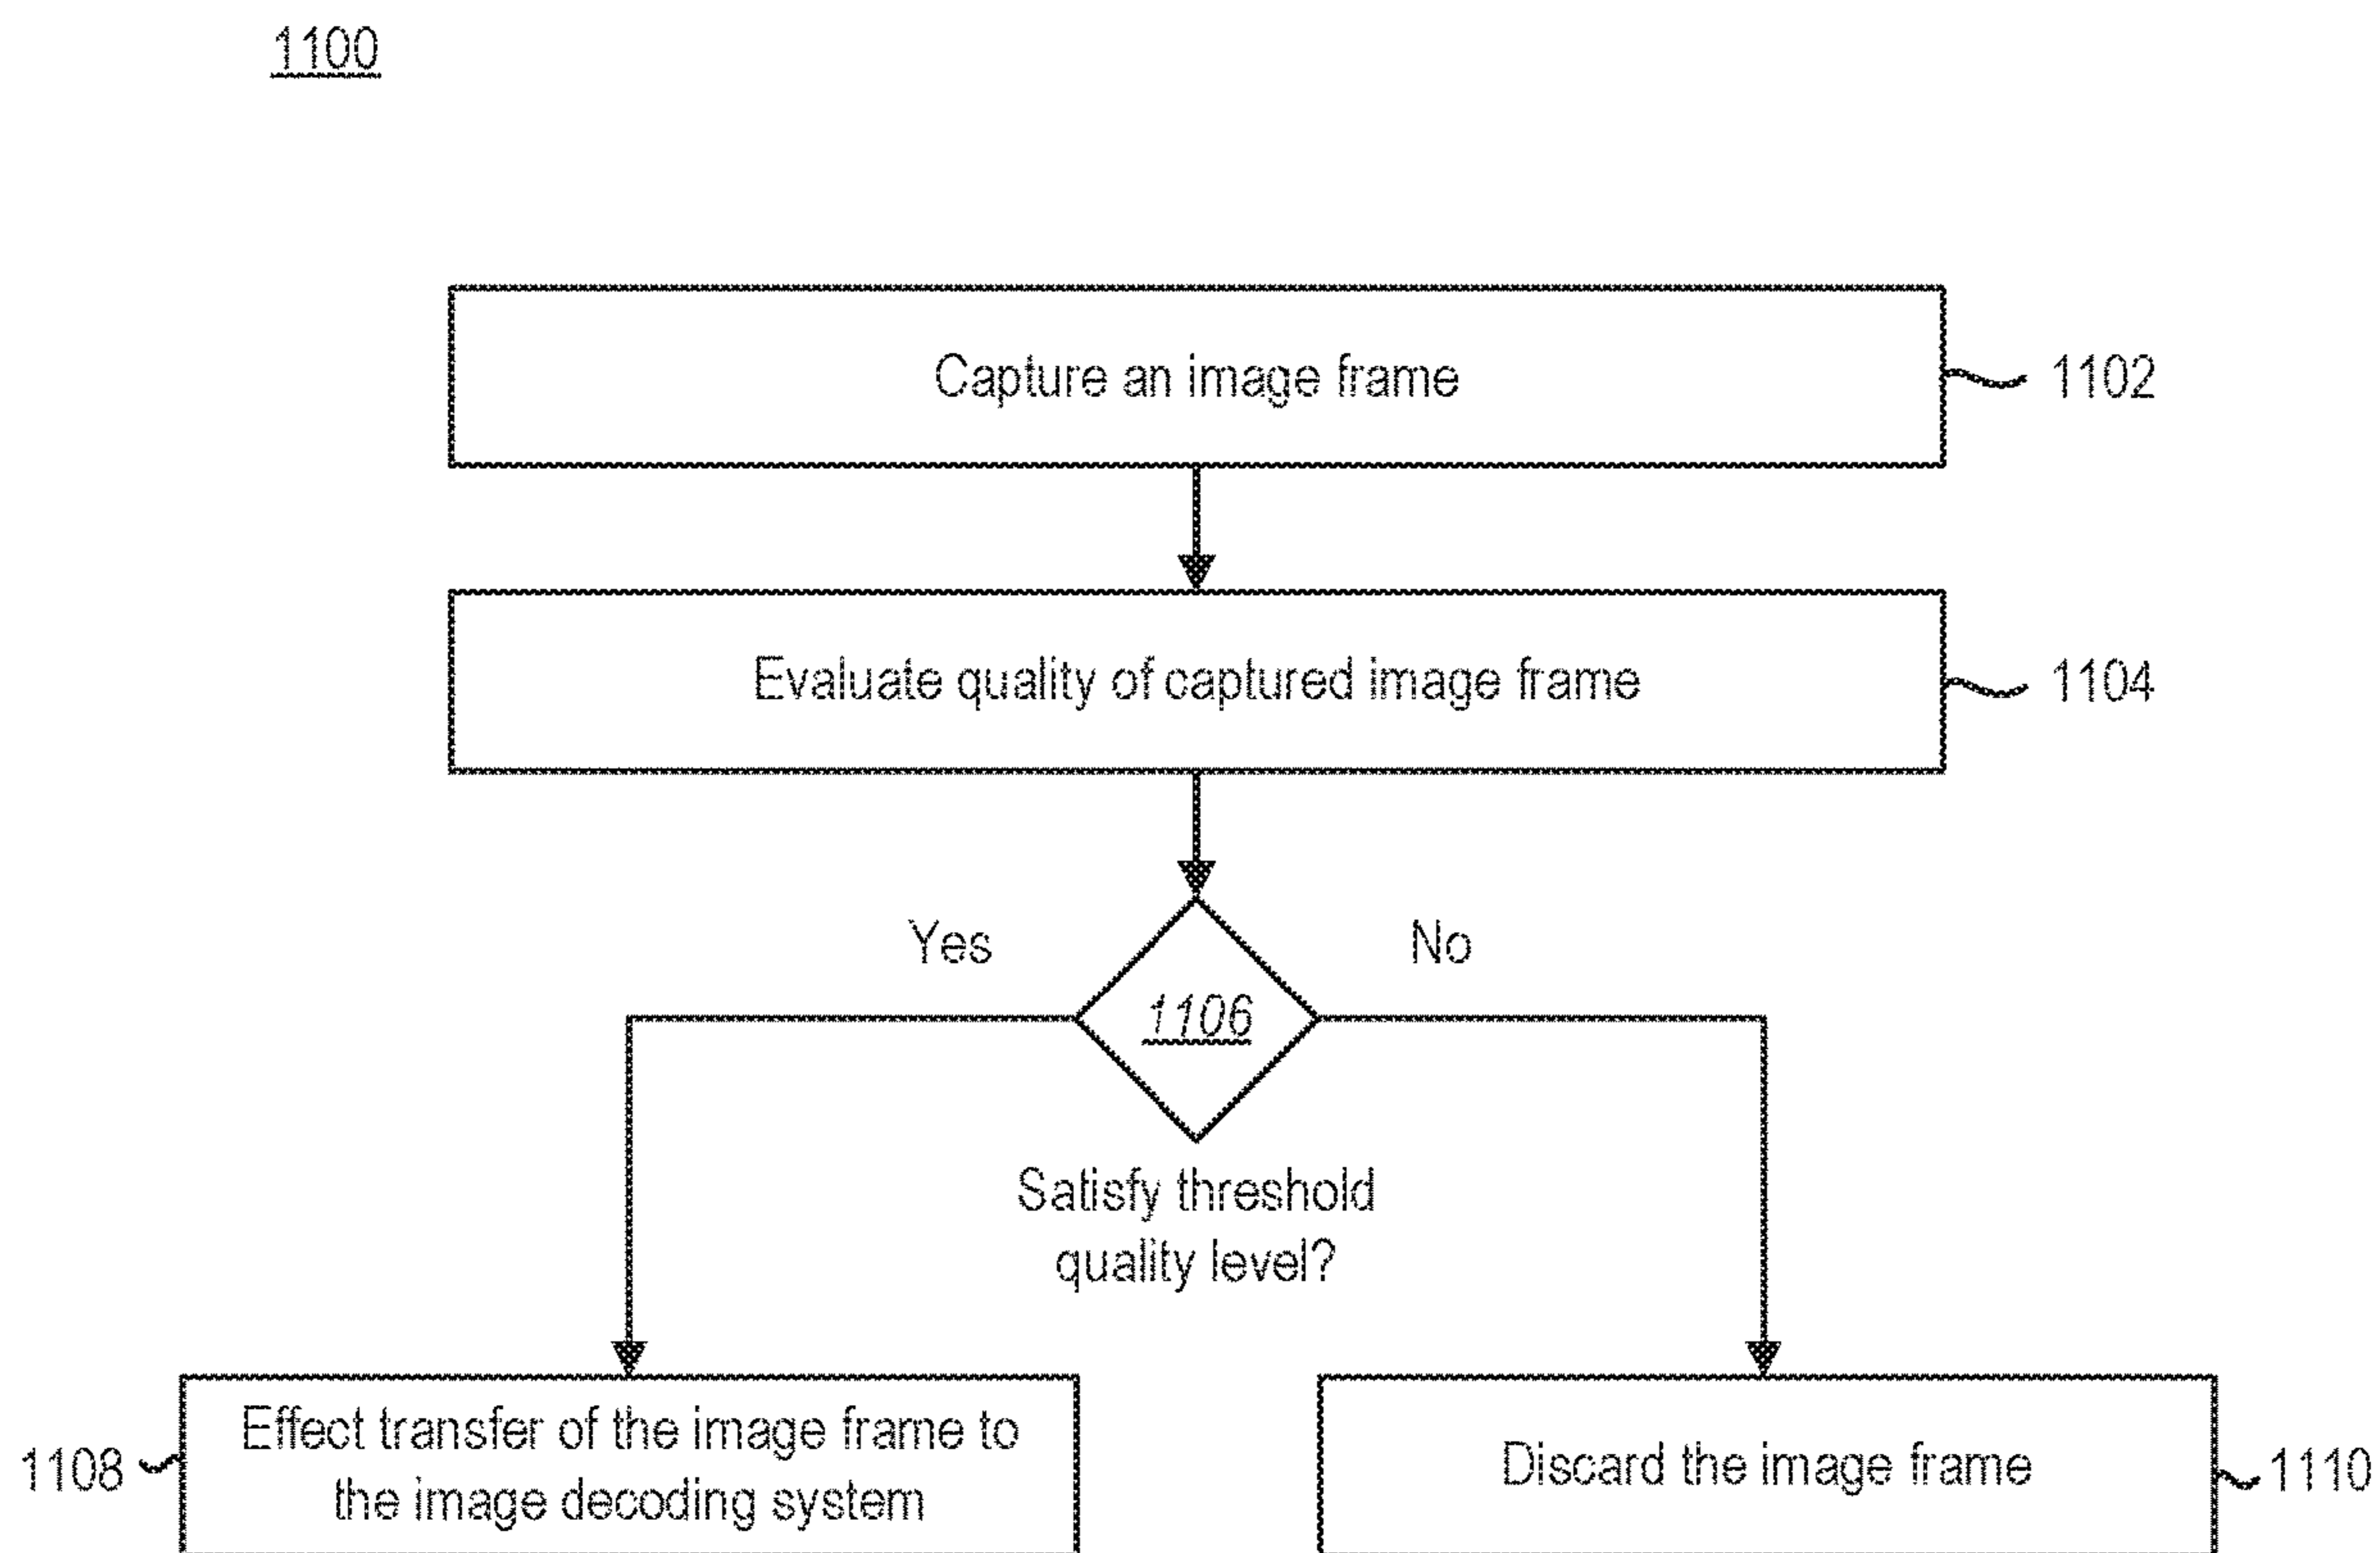 1100
Capture an image frame
1102
Evaluate quality of captured image frame
1104
Yes
No
1106
Satisfy threshold
quality level?
1108
Effect transfer of the image frame to
the image decoding system
Discard the image frame
1110